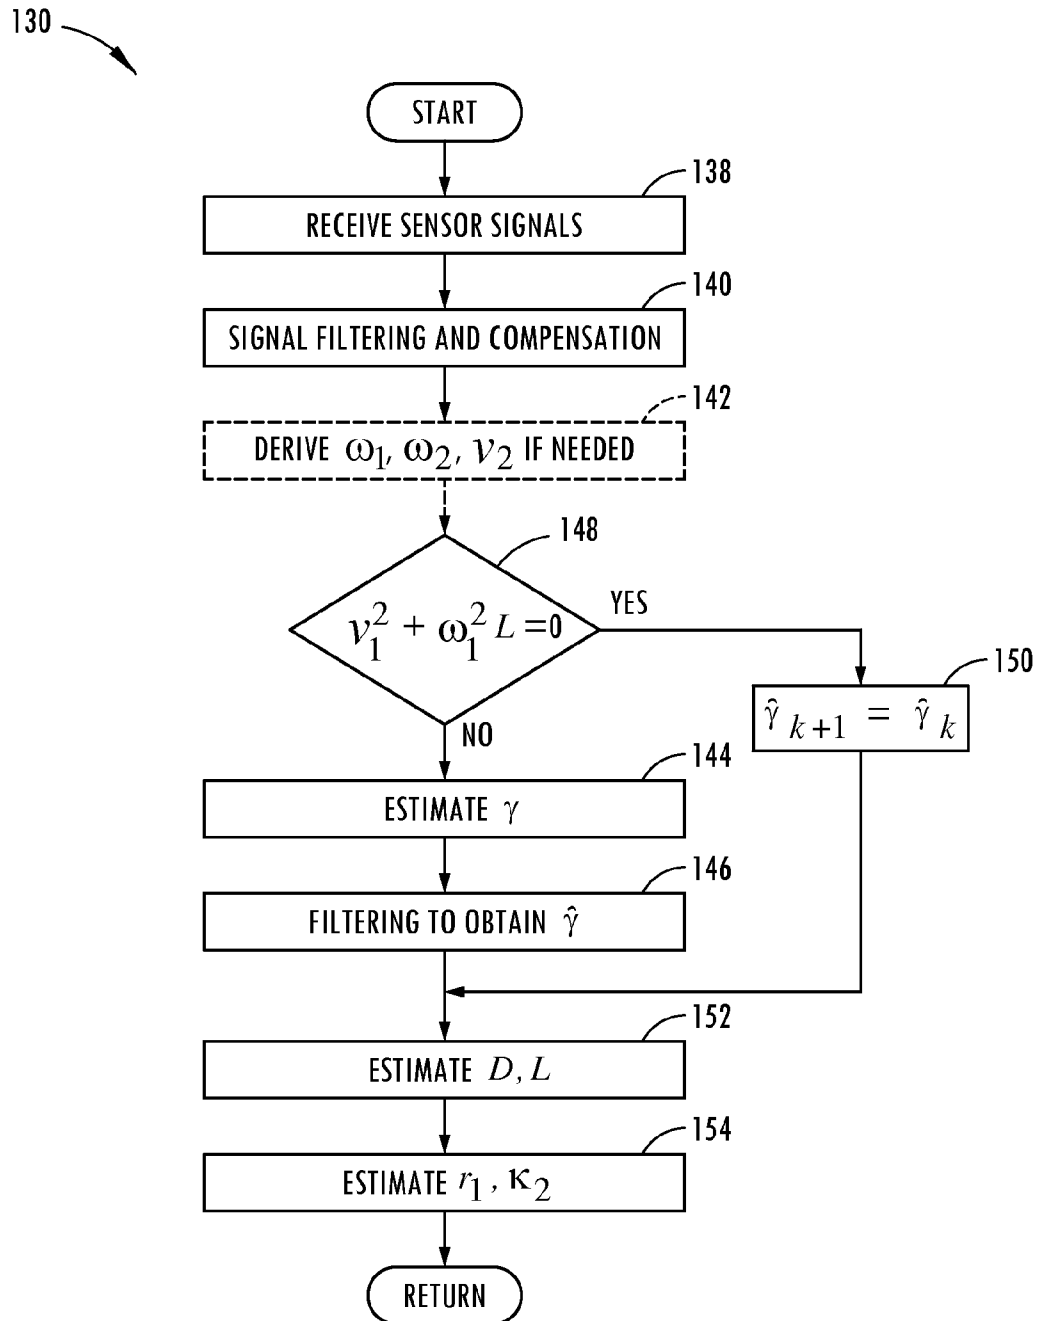 130
START
138
RECEIVE SENSOR SIGNALS
140
SIGNAL FILTERING AND COMPENSATION
142
DERIVE ω₁, ω₂, v₂ IF NEEDED
148
v₁² + ω₁² L = 0
YES
150
γ̂ₖ₊₁ = γ̂ₖ
NO
144
ESTIMATE γ
146
FILTERING TO OBTAIN γ̂
152
ESTIMATE D, L
154
ESTIMATE r₁, κ₂
RETURN